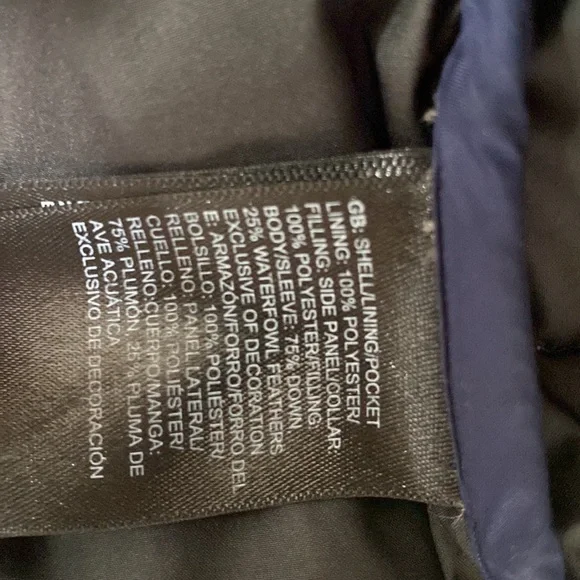 GB: SHELL/LINING/POCKET
LINING: 100% POLYESTER/
FILLING: SIDE PANEL/COLLAR:
100% POLYESTER/FILLING:
BODY/SLEEVE: 75% DOWN,
25% WATERFOWL FEATHERS
EXCLUSIVE OF DECORATION
E: ARMAZÓN/FORRO/FORRO DEL
BOLSILLO: 100% POLIÉSTER/
RELLENO: PANEL LATERAL/
CUELLO: 100% POLIÉSTER/
RELLENO:CUERPO/MANGA:
75% PLUMÓN, 25% PLUMA DE
AVE ACUÁTICA
EXCLUSIVO DE DECORACIÓN